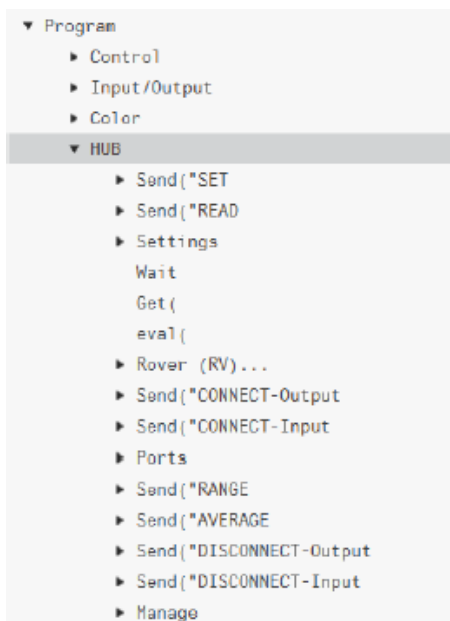 Program
Control
Input/Output
Color
HUB
Send("SET
Send("READ
Settings
Wait
Get(
eval(
Rover (RV)...
Send("CONNECT-Output
Send("CONNECT-Input
Ports
Send("RANGE
Send("AVERAGE
Send("DISCONNECT-Output
Send("DISCONNECT-Input
Manage